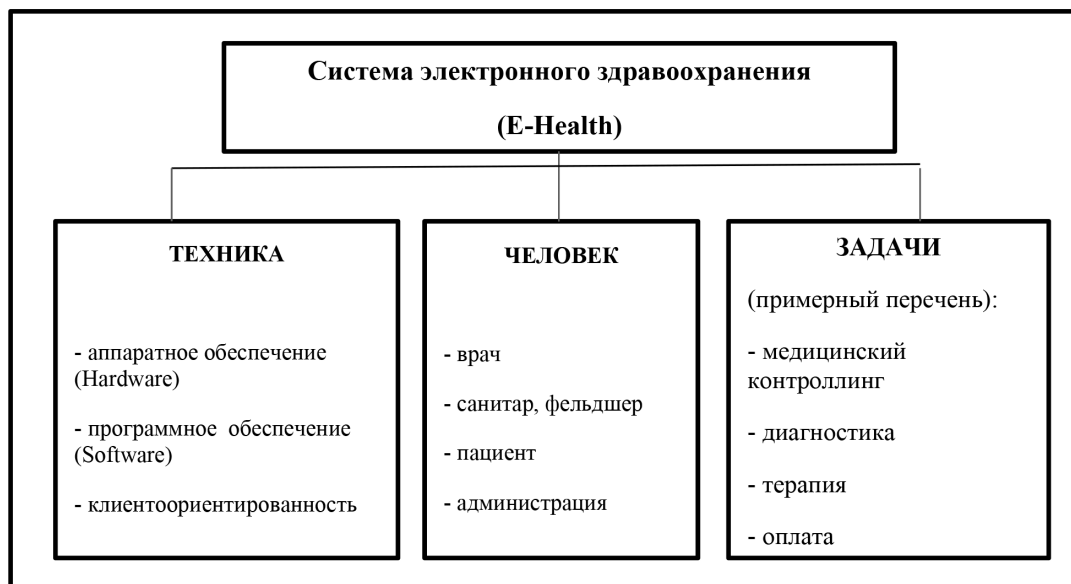 Система электронного здравоохранения
(E-Health)
ТЕХНИКА
- аппаратное обеспечение
(Hardware)
- программное обеспечение
(Software)
- клиентоориентированность
ЧЕЛОВЕК
- врач
- санитар, фельдшер
- пациент
- администрация
ЗАДАЧИ
(примерный перечень):
- медицинский
контроллинг
- диагностика
- терапия
- оплата